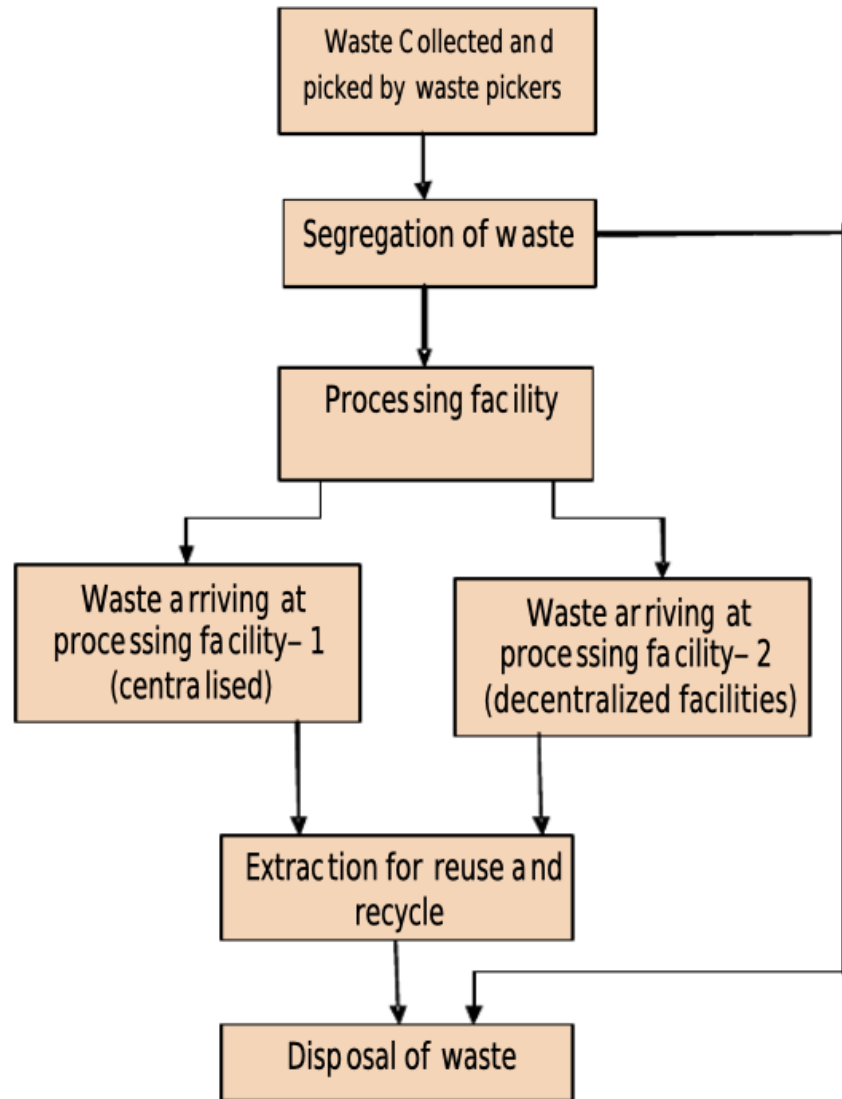 Waste Collected and
picked by waste pickers
Segregation of waste
Processing facility
Waste arriving at
processing facility– 1
(centralised)
Waste arriving at
processing facility– 2
(decentralized facilities)
Extraction for reuse and
recycle
Disposal of waste